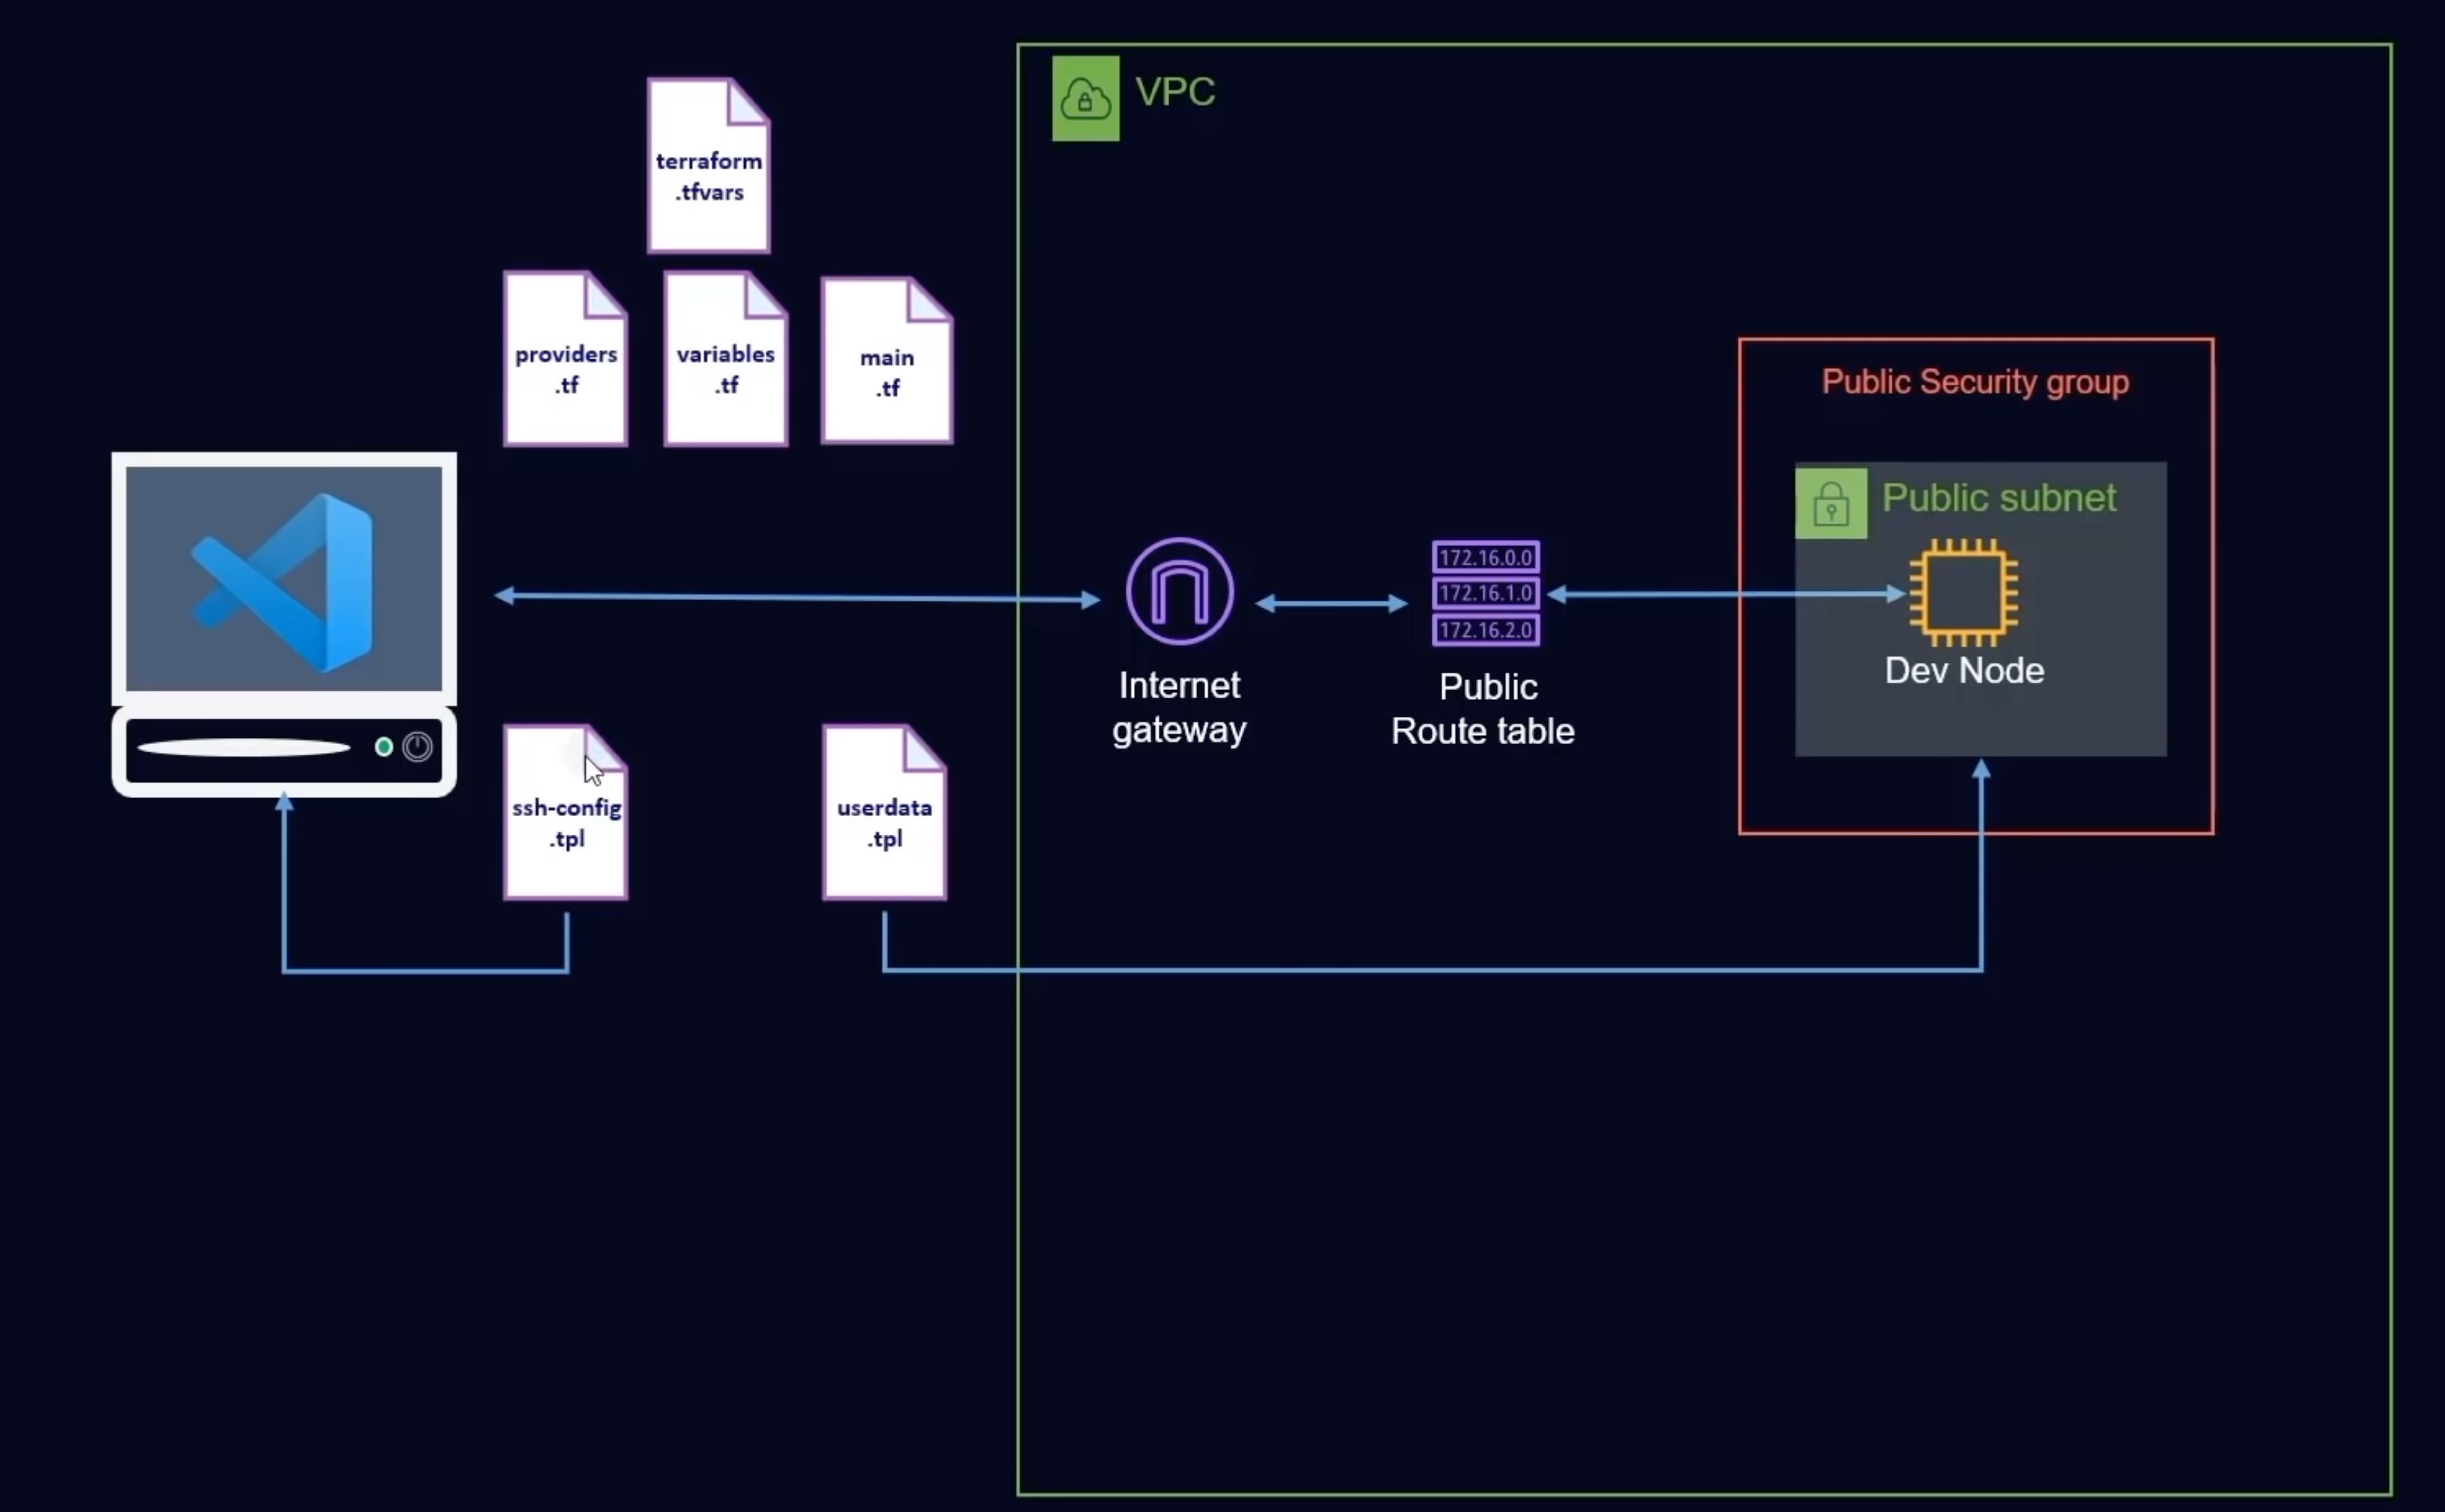 VPC
terraform
.tfvars
providers
.tf
variables
.tf
main
.tf
Public Security group
Public subnet
172.16.0.0
172.16.1.0
172.16.2.0
Dev Node
Internet
gateway
Public
Route table
ssh-config
.tpl
userdata
.tpl